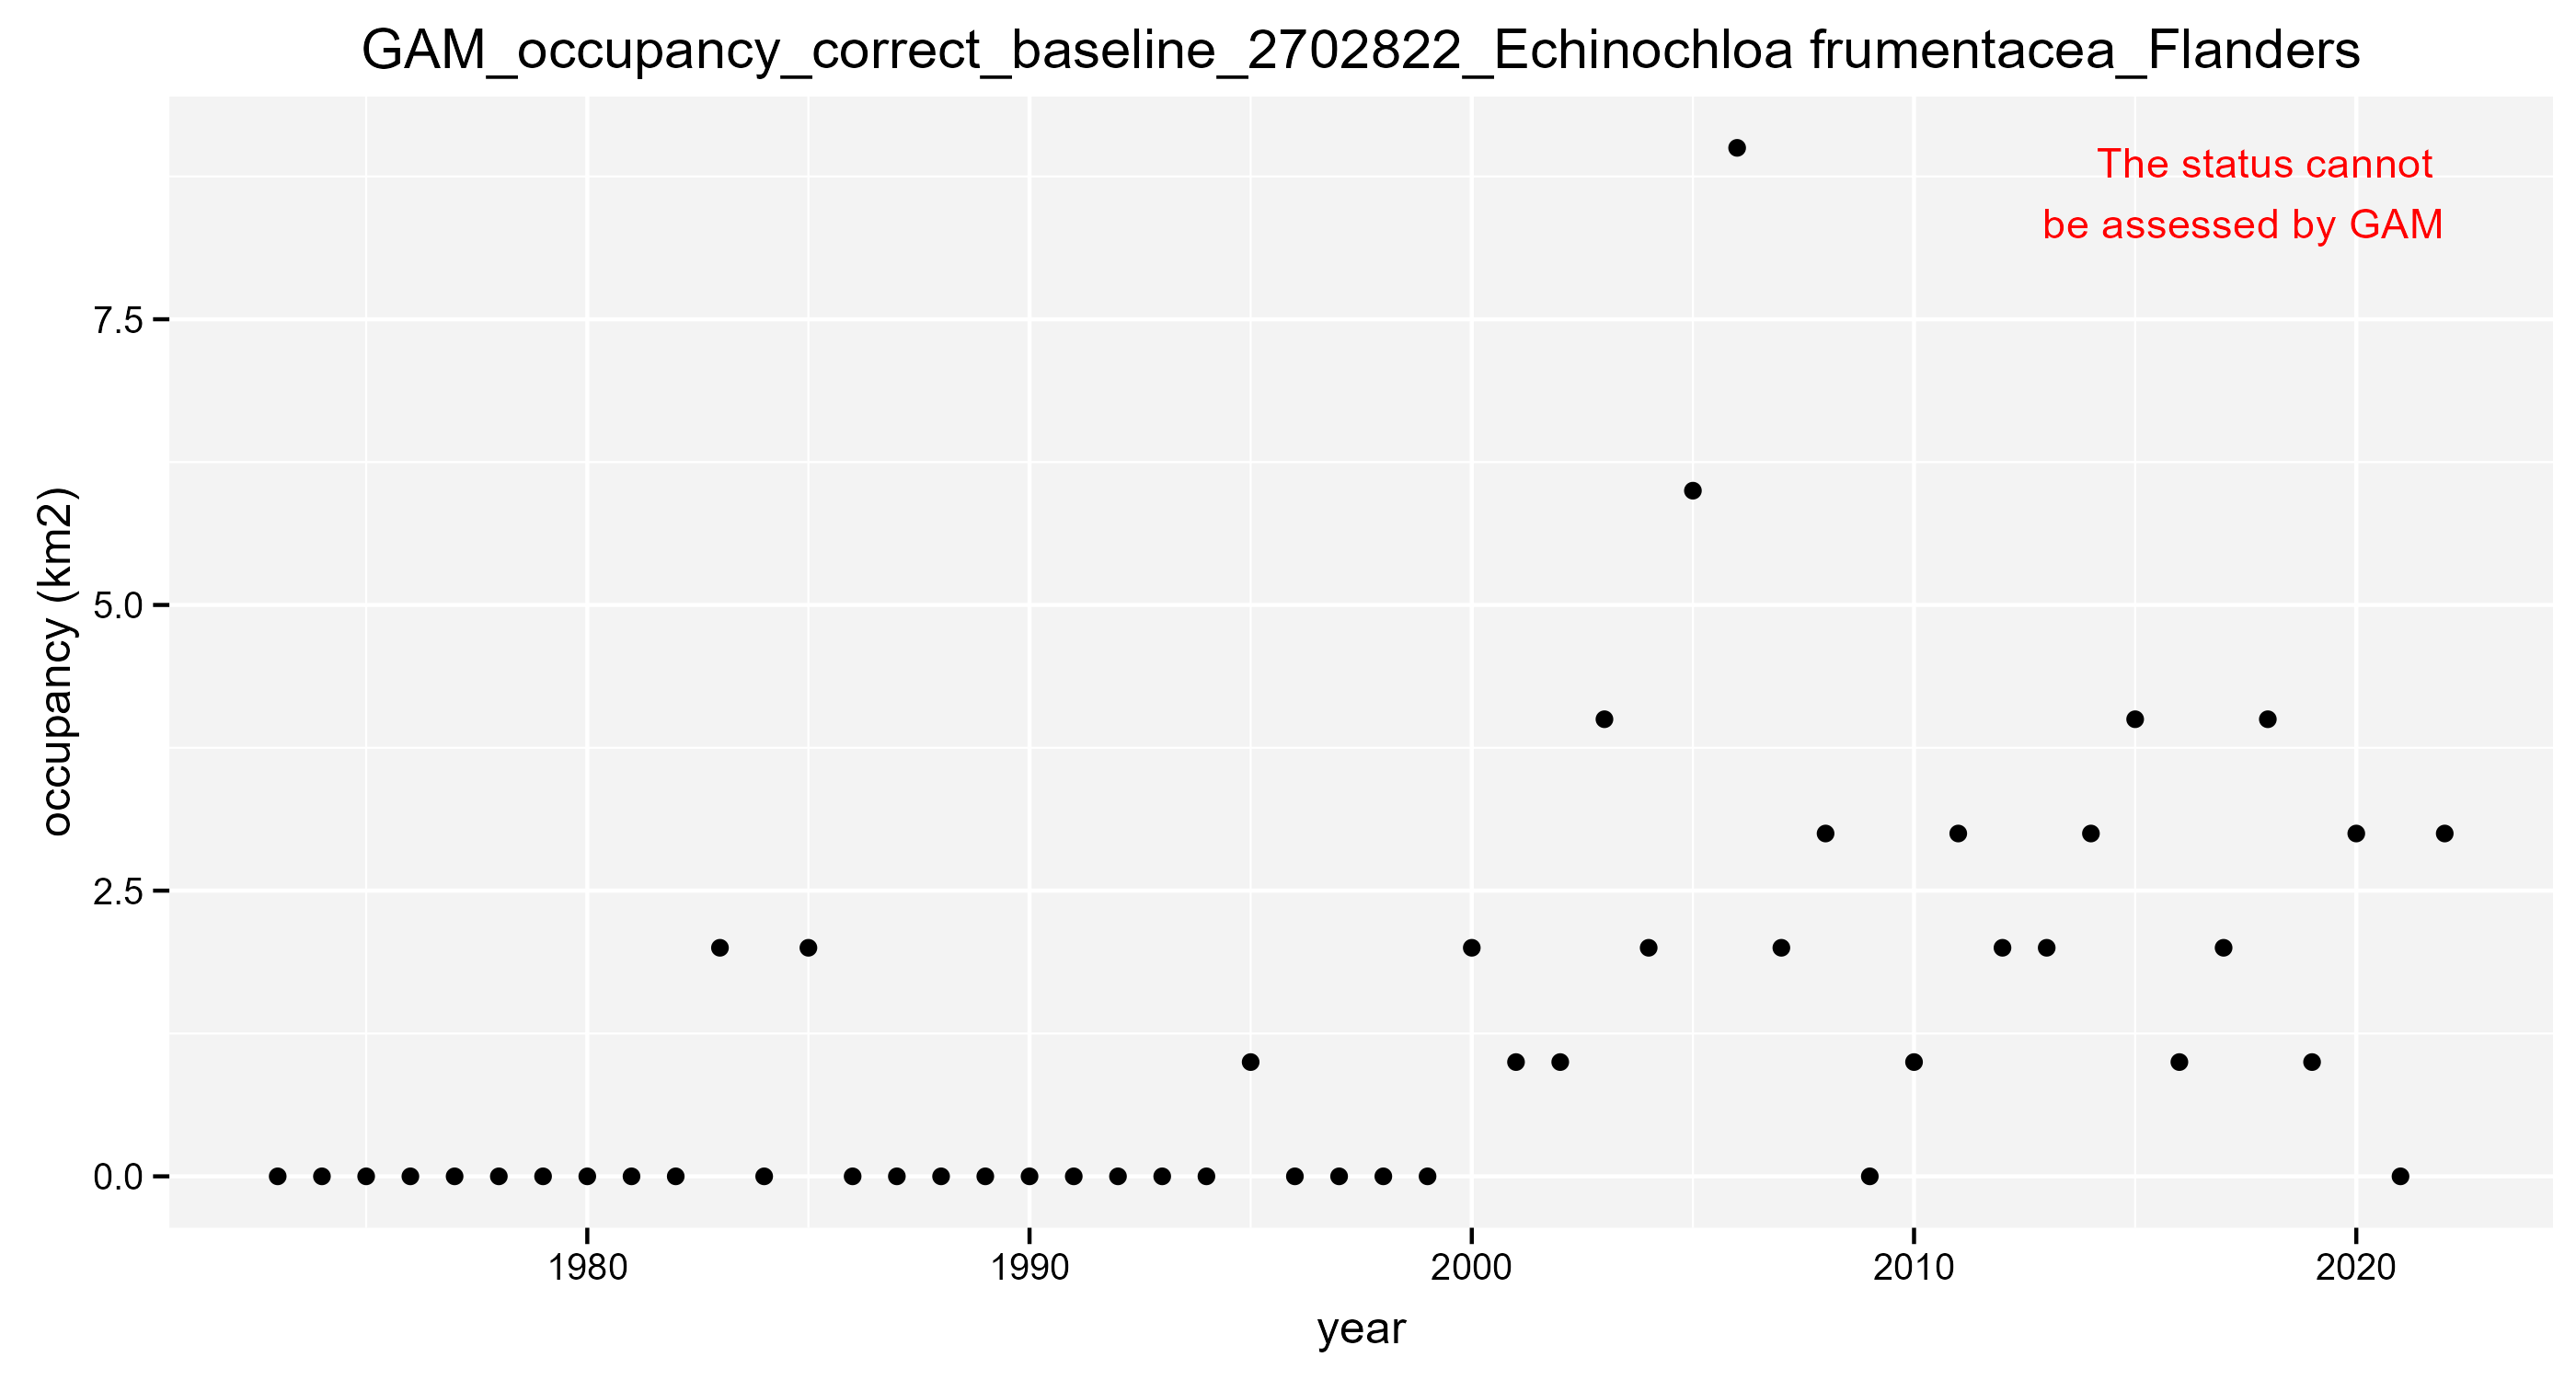 GAM_occupancy_correct_baseline_2702822_Echinochloa frumentacea_Flanders
The status cannot
be assessed by GAM
occupancy (km2)
7.5
5.0
2.5
0.0
1980
1990
2000
2010
2020
year